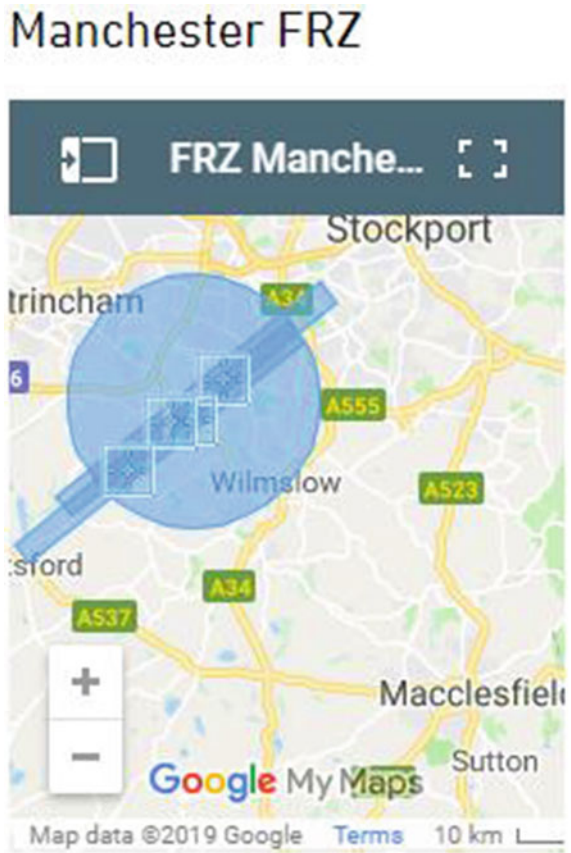 Manchester FRZ
FRZ Manche...
Stockport
trincham
A34
6
A555
Wilmslow
A523
sford
A34
A537
+
Macclesfiel
−
Sutton
Google My Maps
Map data ©2019 Google Terms 10 km